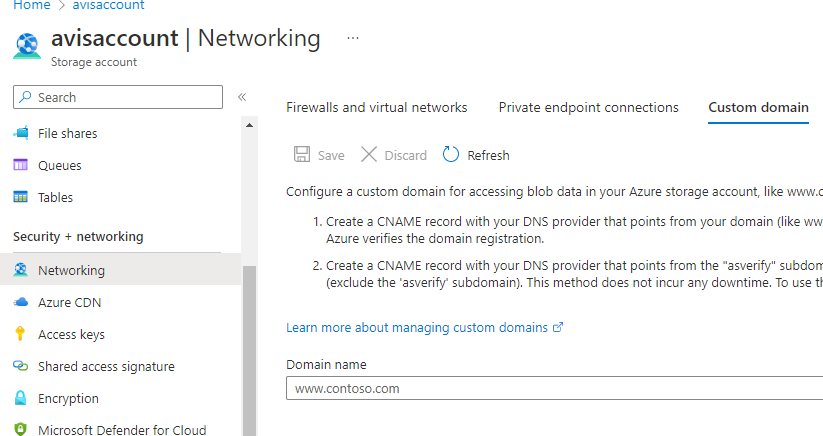 Home > avisaccount
avisaccount | Networking ...
Storage account
Search «
File shares
Queues
Tables
Security + networking
Networking
Azure CDN
Access keys
Shared access signature
Encryption
Microsoft Defender for Cloud
Firewalls and virtual networks Private endpoint connections Custom domain
Save Discard Refresh
Configure a custom domain for accessing blob data in your Azure storage account, like www.c
1. Create a CNAME record with your DNS provider that points from your domain (like ww
Azure verifies the domain registration.
2. Create a CNAME record with your DNS provider that points from the "asverify" subdom
(exclude the 'asverify' subdomain). This method does not incur any downtime. To use th
Learn more about managing custom domains
Domain name
www.contoso.com